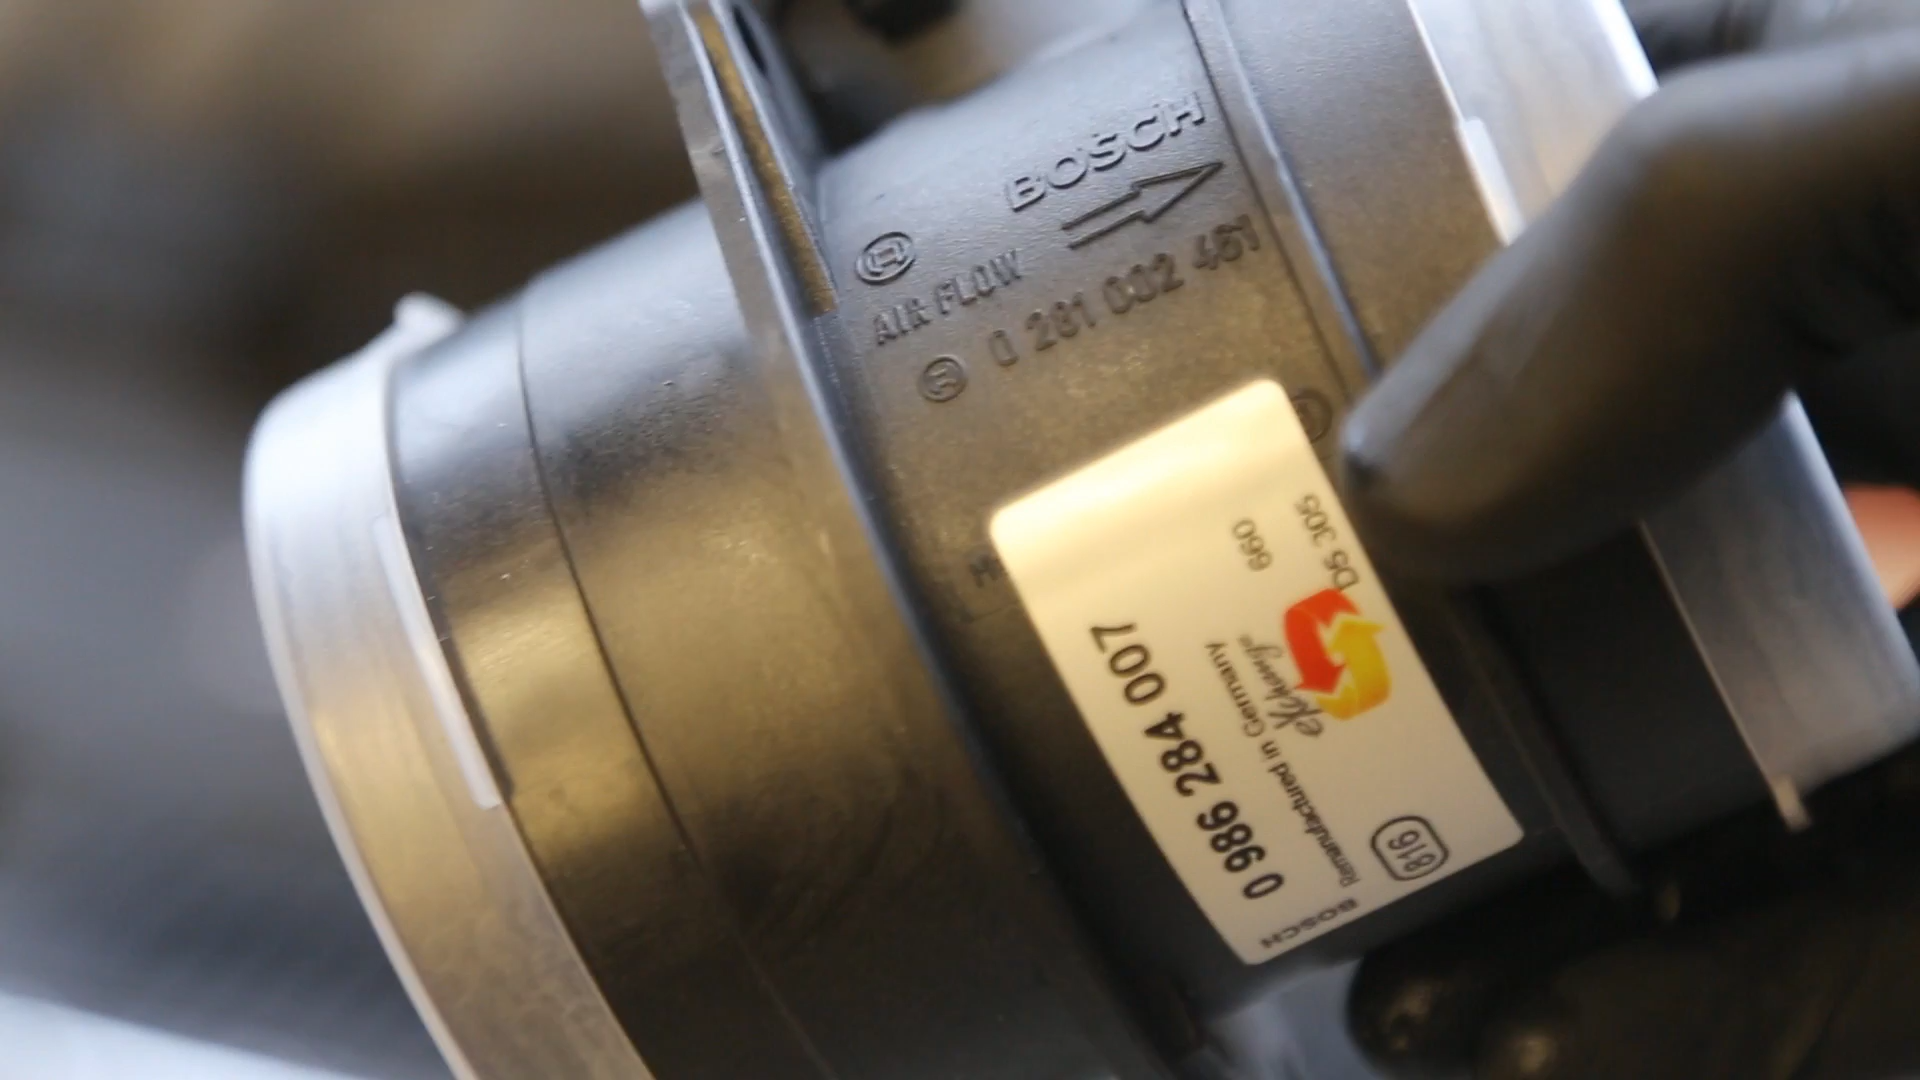 BOSCH
AIR FLOW
0 281 002 461
BOSCH
0 986 284 007
Remanufactured in Germany
eXchange
660
D5 305
816